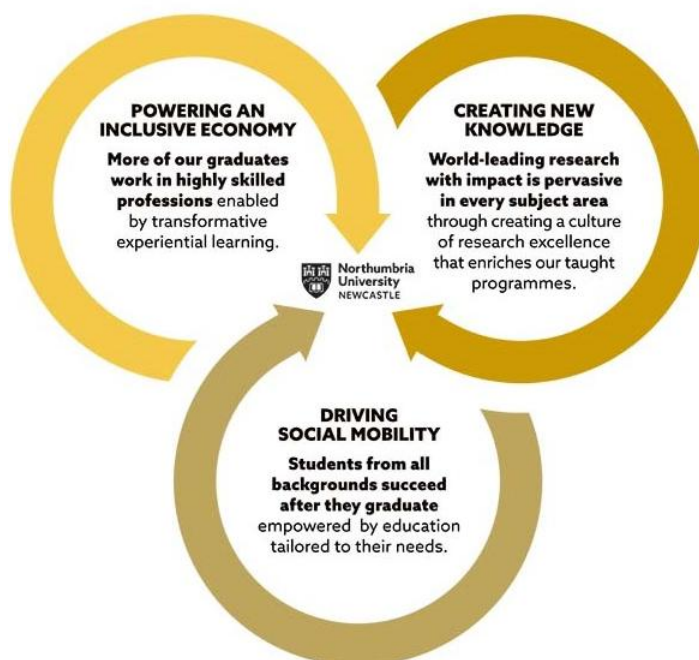 POWERING AN
INCLUSIVE ECONOMY
More of our graduates
work in highly skilled
professions enabled
by transformative
experiential learning.
CREATING NEW
KNOWLEDGE
World-leading research
with impact is pervasive
in every subject area
through creating a culture
of research excellence
that enriches our taught
programmes.
Northumbria
University
NEWCASTLE
DRIVING
SOCIAL MOBILITY
Students from all
backgrounds succeed
after they graduate
empowered by education
tailored to their needs.